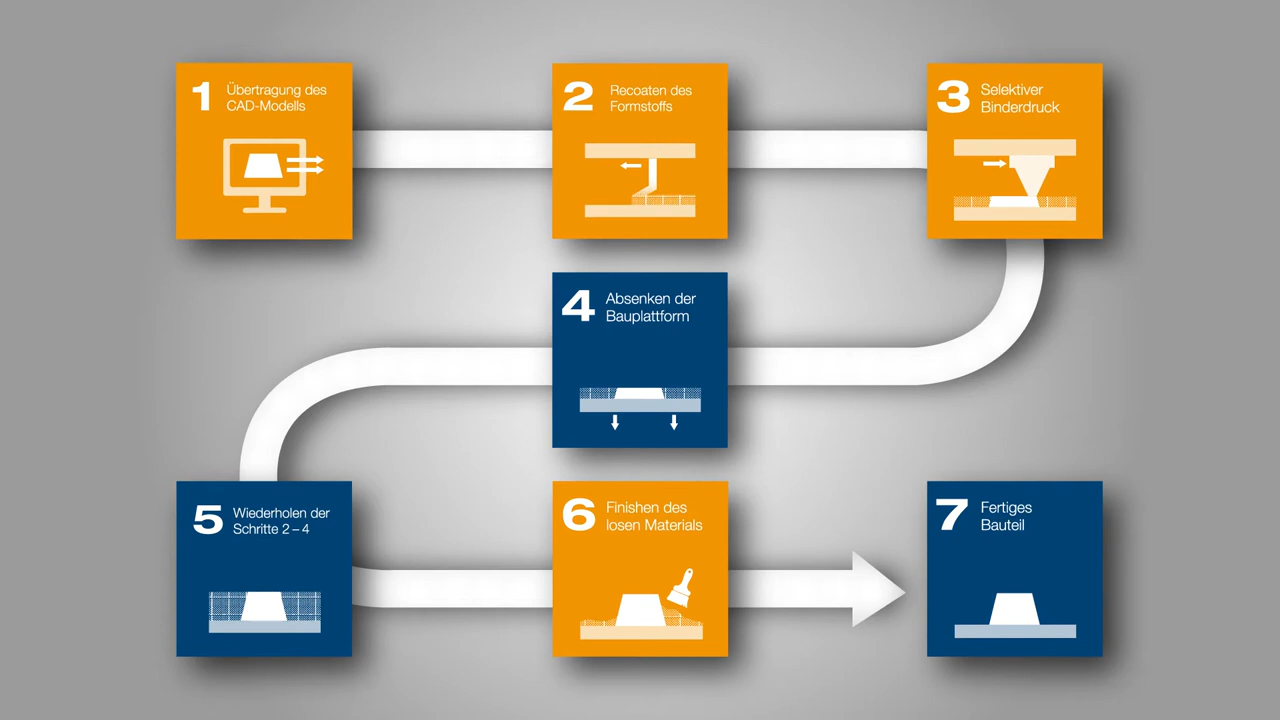 1 Übertragung des
CAD-Modells
2 Recoaten des
Formstoffs
3 Selektiver
Binderdruck
4 Absenken der
Bauplattform
5 Wiederholen der
Schritte 2 – 4
6 Finishen des
losen Materials
7 Fertiges
Bauteil